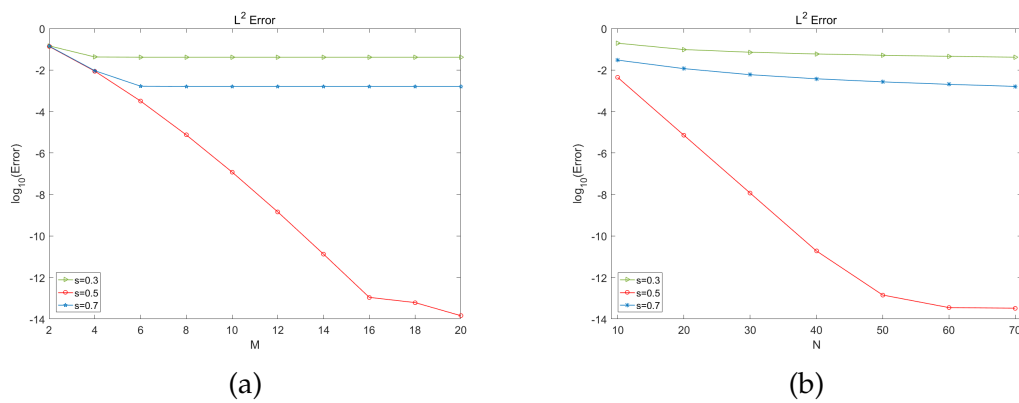 L² Error
0
-2
-4
-6
-8
-10
-12
-14
log₁₀(Error)
s=0.3
s=0.5
s=0.7
2 4 6 8 10 12 14 16 18 20
M
(a)
L² Error
0
-2
-4
-6
-8
-10
-12
-14
log₁₀(Error)
s=0.3
s=0.5
s=0.7
10 20 30 40 50 60 70
N
(b)